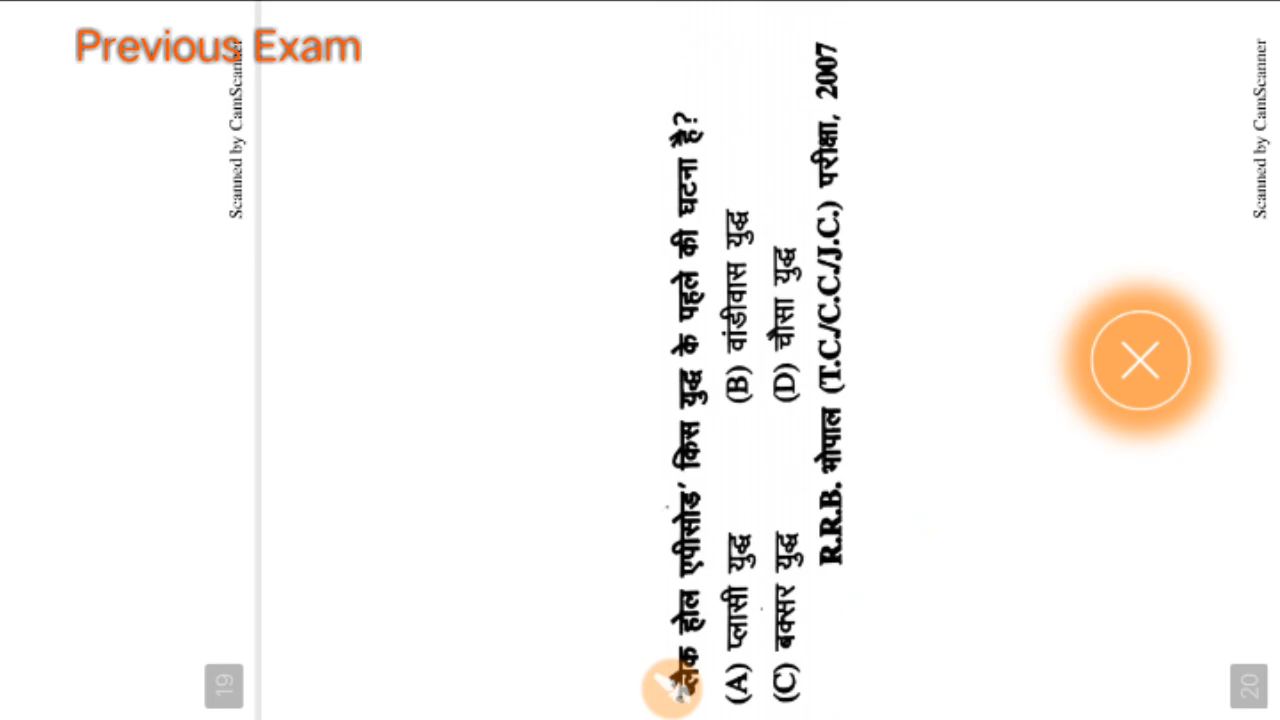 Previous Exam
Scanned by CamScanner
19
होल एपीसोड' किस युद्ध के पहले की घटना है?
(A) प्लासी युद्ध (B) वांडीवास युद्ध
(C) बक्सर युद्ध (D) चौसा युद्ध
R.R.B. भोपाल (T.C./C.C./J.C.) परीक्षा, 2007
Scanned by CamScanner
20